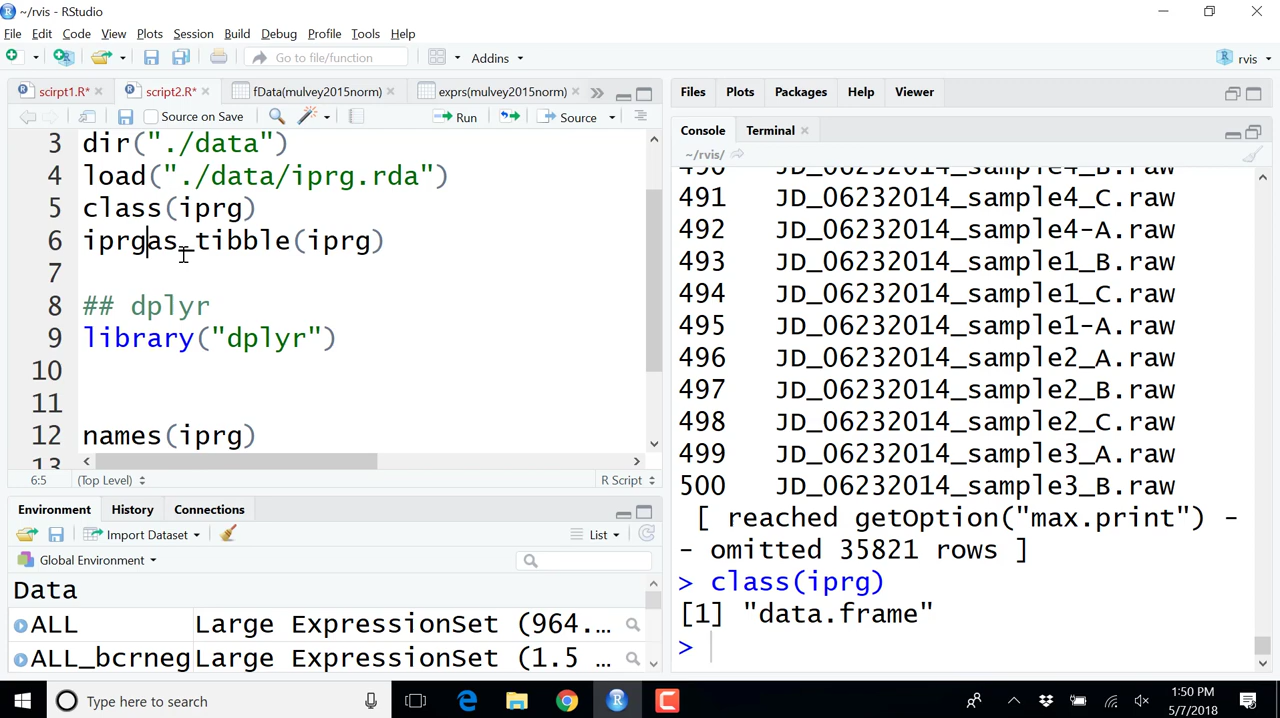 ~/rvis - RStudio
File Edit Code View Plots Session Build Debug Profile Tools Help
Go to file/function
Addins
rvis
scirpt1.R*
script2.R*
fData(mulvey2015norm)
exprs(mulvey2015norm)
Source on Save
Run
Source
3 dir("./data")
4 load("./data/iprg.rda")
5 class(iprg)
6 iprgas_tibble(iprg)
7
8 ## dplyr
9 library("dplyr")
10
11
12 names(iprg)
13
6:5 (Top Level) R Script
Environment History Connections
Import Dataset
List
Global Environment
Data
ALL Large ExpressionSet (964.…
ALL_bcrneg Large ExpressionSet (1.5 …
Files Plots Packages Help Viewer
Console Terminal
~/rvis/
490 JD_06232014_sample4_B.raw
491 JD_06232014_sample4_C.raw
492 JD_06232014_sample4-A.raw
493 JD_06232014_sample1_B.raw
494 JD_06232014_sample1_C.raw
495 JD_06232014_sample1-A.raw
496 JD_06232014_sample2_A.raw
497 JD_06232014_sample2_B.raw
498 JD_06232014_sample2_C.raw
499 JD_06232014_sample3_A.raw
500 JD_06232014_sample3_B.raw
[ reached getOption("max.print") -
- omitted 35821 rows ]
> class(iprg)
[1] "data.frame"
>
Type here to search
1:50 PM
5/7/2018